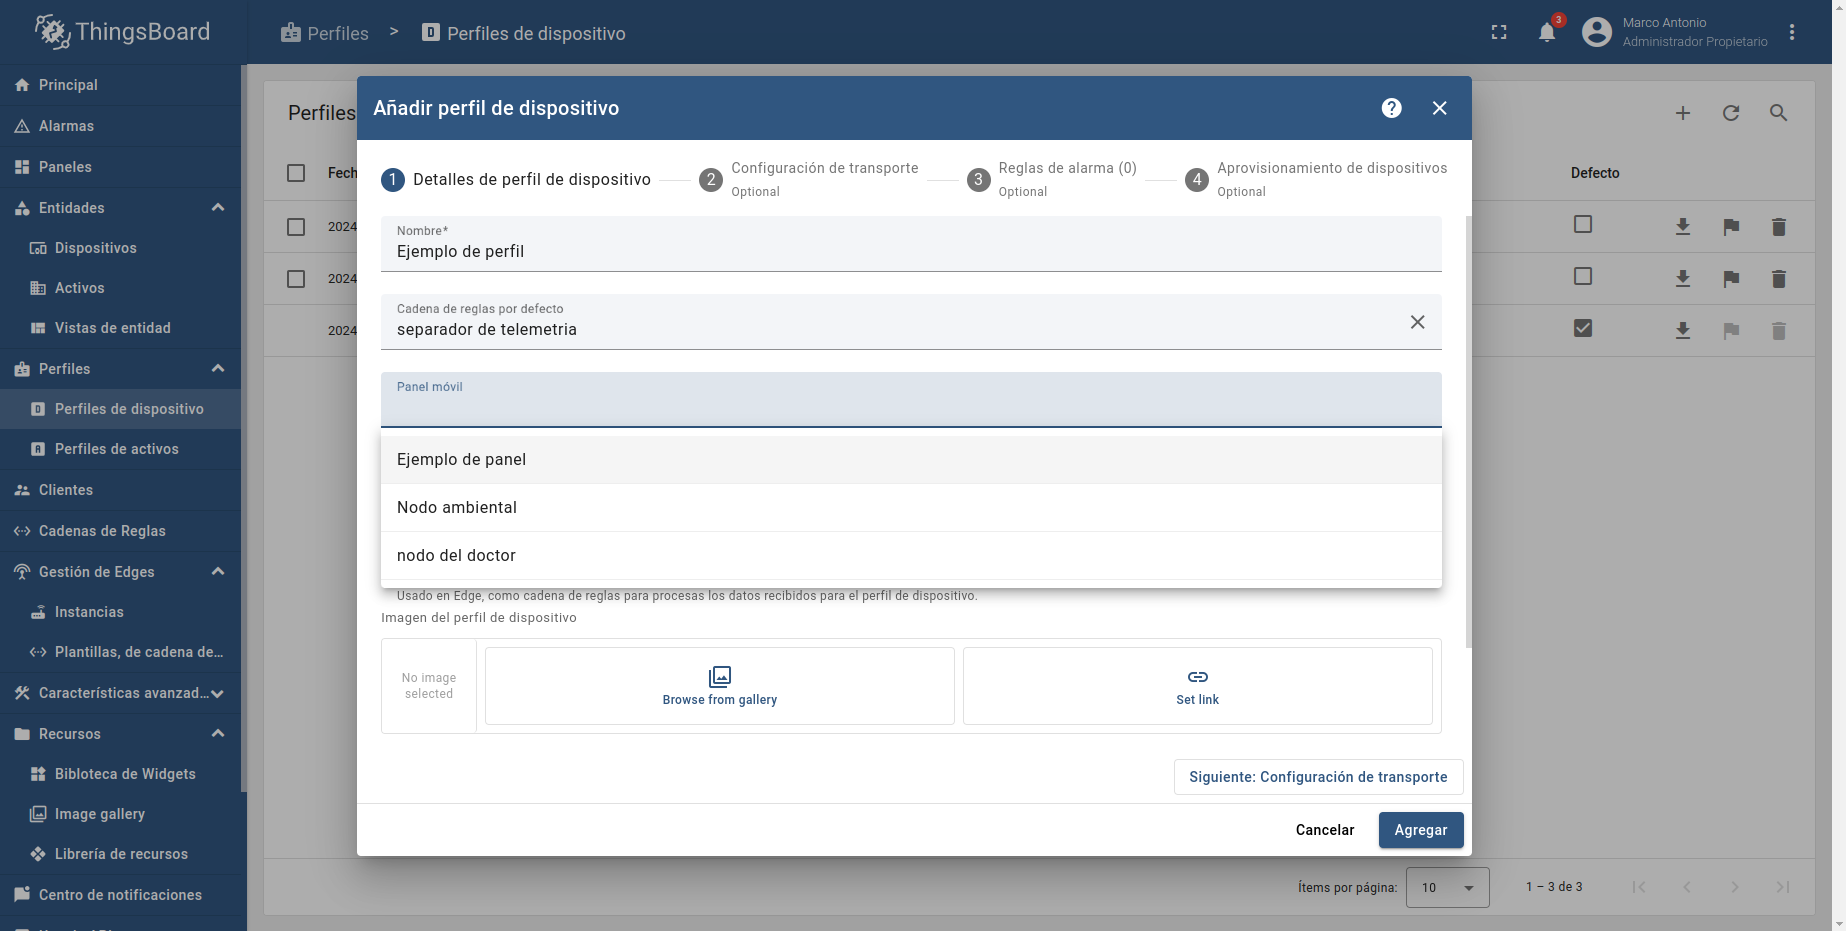 ThingsBoard
Perfiles > Perfiles de dispositivo
3
Marco Antonio
Administrador Propietario
Principal
Alarmas
Paneles
Entidades
Dispositivos
Activos
Vistas de entidad
Perfiles
Perfiles de dispositivo
Perfiles de activos
Clientes
Cadenas de Reglas
Gestión de Edges
Instancias
Plantillas, de cadena de...
Características avanzad...
Recursos
Bibloteca de Widgets
Image gallery
Librería de recursos
Centro de notificaciones
Perfiles
Fech
Defecto
2024
2024
2024
Añadir perfil de dispositivo
1 Detalles de perfil de dispositivo
2 Configuración de transporte
Optional
3 Reglas de alarma (0)
Optional
4 Aprovisionamiento de dispositivos
Optional
Nombre*
Ejemplo de perfil
Cadena de reglas por defecto
separador de telemetria
Panel móvil
Ejemplo de panel
Nodo ambiental
nodo del doctor
Usado en Edge, como cadena de reglas para procesas los datos recibidos para el perfil de dispositivo.
Imagen del perfil de dispositivo
No image
selected
Browse from gallery
Set link
Siguiente: Configuración de transporte
Cancelar
Agregar
Ítems por página:
10
1 – 3 de 3